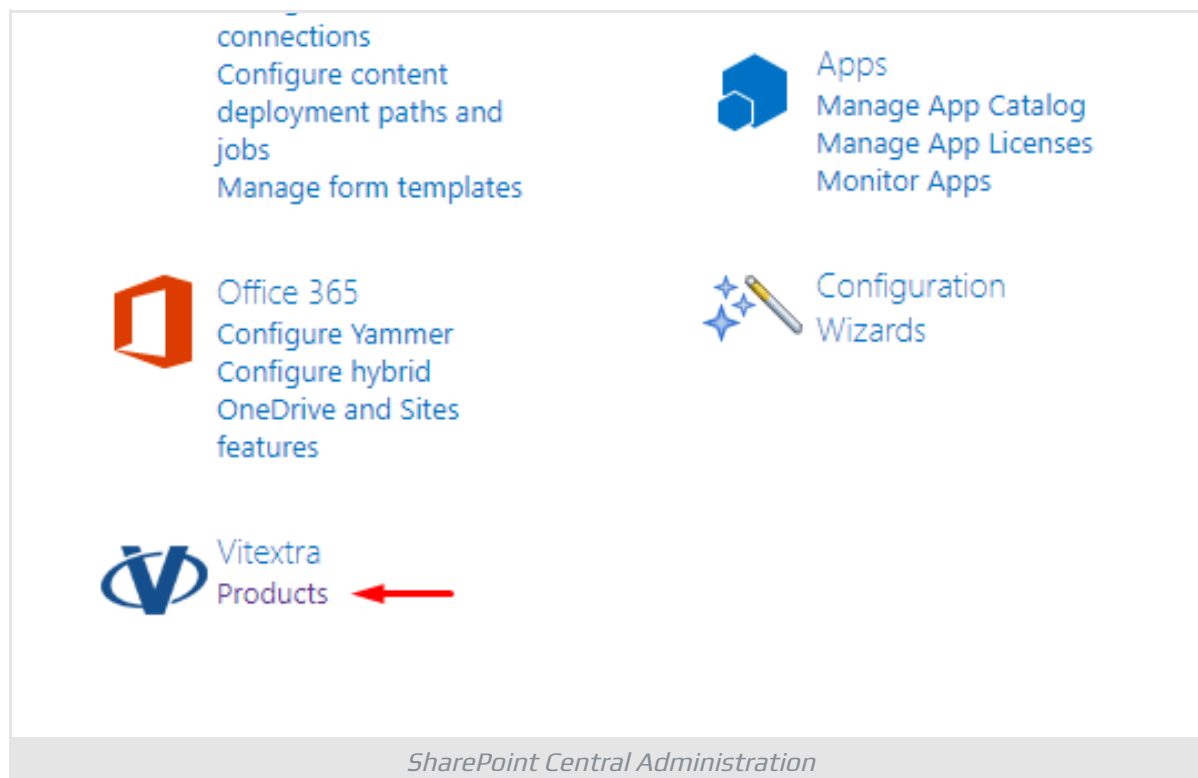 connections
Configure content
deployment paths and
jobs
Manage form templates
Apps
Manage App Catalog
Manage App Licenses
Monitor Apps
Office 365
Configure Yammer
Configure hybrid
OneDrive and Sites
features
Configuration
Wizards
Vitextra
Products
SharePoint Central Administration